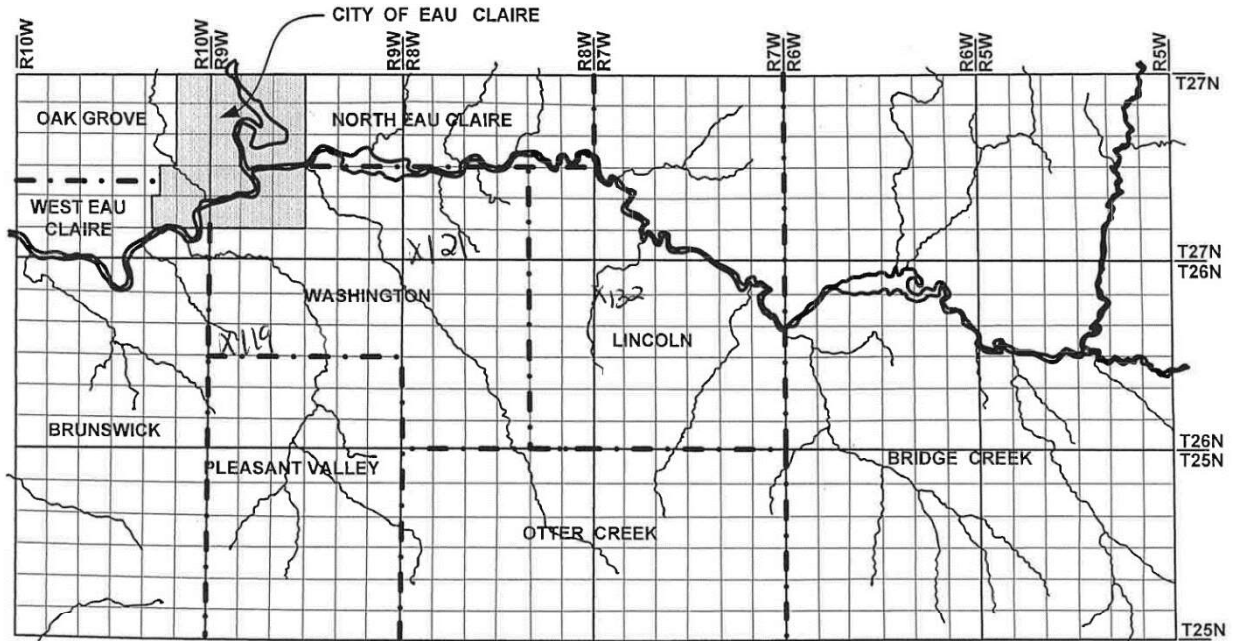 CITY OF EAU CLAIRE
R10W
R10W
R9W
R9W
R8W
R8W
R7W
R7W
R6W
R6W
R5W
R5W
T27N
OAK GROVE
NORTH EAU CLAIRE
WEST EAU
CLAIRE
X121
T27N
T26N
WASHINGTON
X132
X119
LINCOLN
BRUNSWICK
T26N
T25N
PLEASANT VALLEY
BRIDGE CREEK
OTTER CREEK
T25N